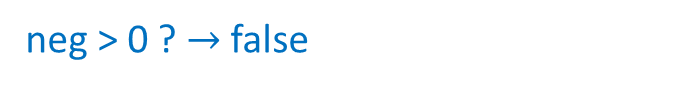 neg > 0 ? → false